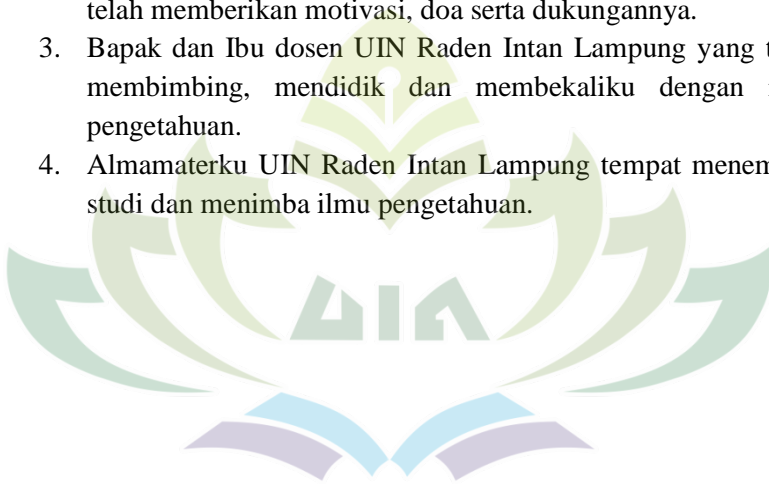 telah memberikan motivasi, doa serta dukungannya.
3. Bapak dan Ibu dosen UIN Raden Intan Lampung yang
membimbing, mendidik dan membekaliku dengan
pengetahuan.
4. Almamaterku UIN Raden Intan Lampung tempat
studi dan menimba ilmu pengetahuan.
UIN